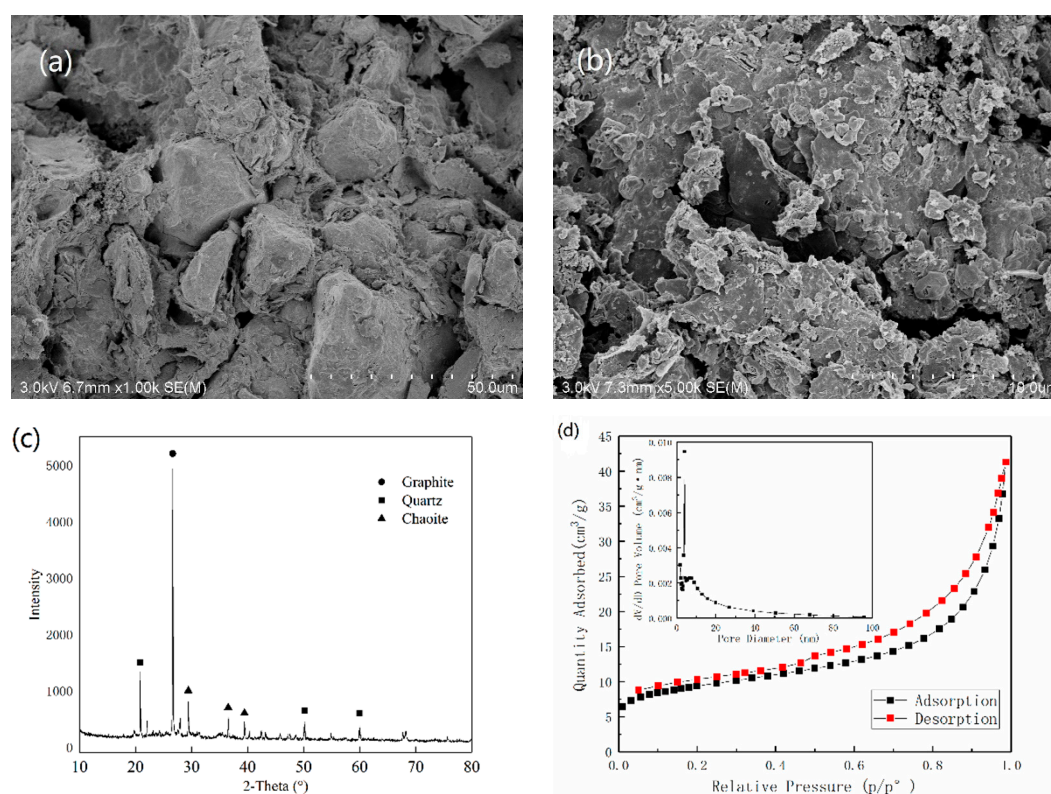 (a)
3.0kV 6.7mm x1.00k SE(M)
50.0um
(b)
3.0kV 7.3mm x5.00k SE(M)
10.0um
(c)
5000
4000
3000
2000
1000
0
Intensity
Graphite
Quartz
Chaoite
10 20 30 40 50 60 70 80
2-Theta (°)
(d)
45
40
35
30
25
20
15
10
5
0
Quantity Adsorbed(cm³/g)
0.010
0.008
0.006
0.004
0.002
0.000
dV/dD Pore Volume (cm³/g·nm)
0 20 40 60 80 100
Pore Diameter (nm)
Adsorption
Desorption
0.0 0.2 0.4 0.6 0.8 1.0
Relative Pressure (p/p°)